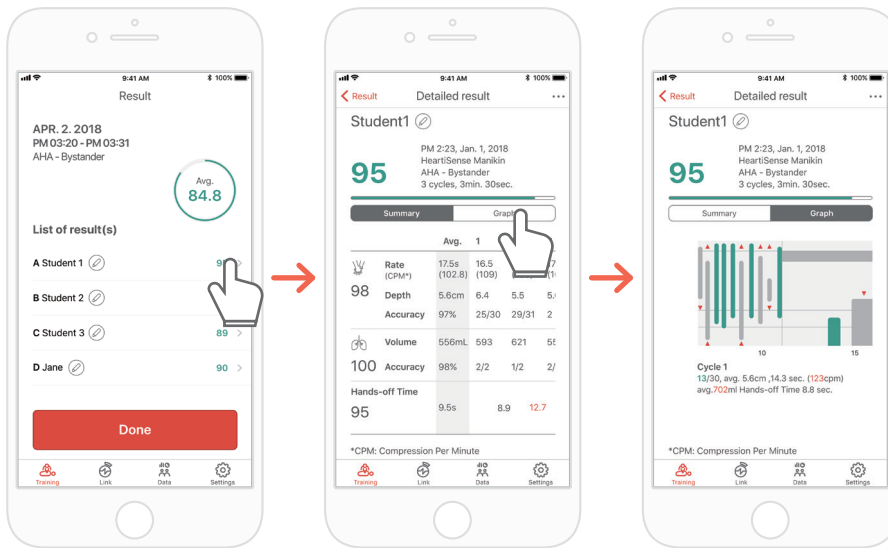 9:41 AM
100%
Result
APR. 2. 2018
PM 03:20 - PM 03:31
AHA - Bystander
Avg.
84.8
List of result(s)
A Student 1
B Student 2
C Student 3 89
D Jane 90
Done
Training Link Data Settings
9:41 AM
100%
Result Detailed result
Student1
95
PM 2:23, Jan. 1, 2018
HeartiSense Manikin
AHA - Bystander
3 cycles, 3min. 30sec.
Summary
Avg. 1
Rate 17.5s 16.5
(CPM*) (102.8) (109)
98
Depth 5.6cm 6.4 5.5
Accuracy 97% 25/30 29/31
Volume 556mL 593 621
100
Accuracy 98% 2/2 1/2
Hands-off Time
95
9.5s 8.9 12.7
*CPM: Compression Per Minute
Training Link Data Settings
9:41 AM
100%
Result Detailed result
Student1
95
PM 2:23, Jan. 1, 2018
HeartiSense Manikin
AHA - Bystander
3 cycles, 3min. 30sec.
Summary Graph
10 15
Cycle 1
13/30, avg. 5.6cm ,14.3 sec. (123cpm)
avg.702ml Hands-off Time 8.8 sec.
*CPM: Compression Per Minute
Training Link Data Settings